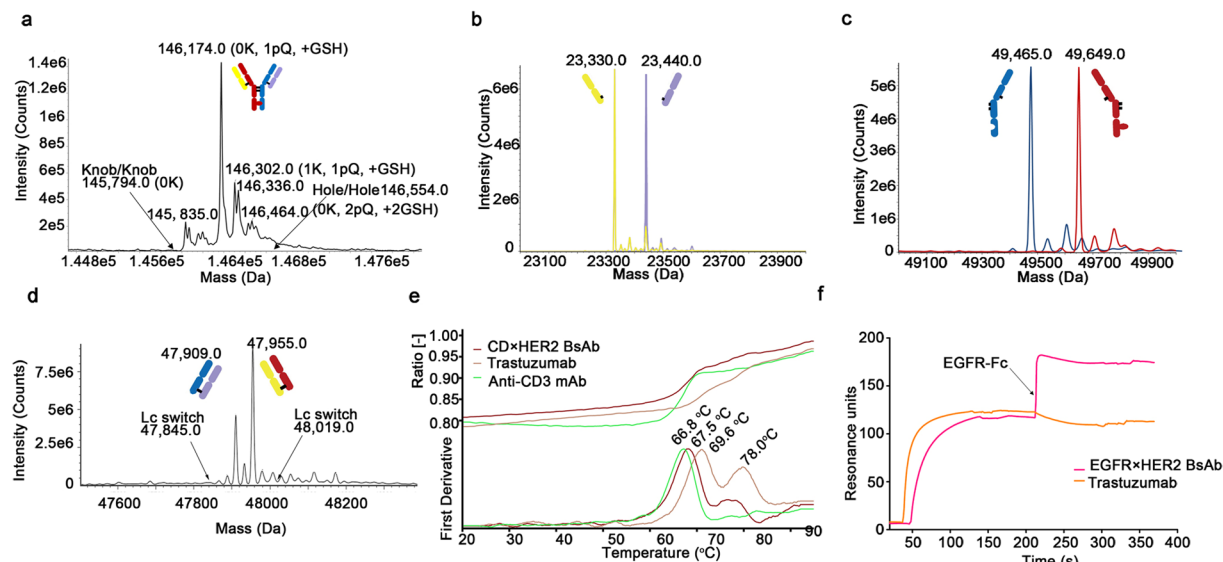 a
146,174.0 (0K, 1pQ, +GSH)
1.4e6
1.2e6
1e6
8e5
6e5
4e5
2e5
Intensity (Counts)
Knob/Knob
145,794.0 (0K)
145, 835.0
146,302.0 (1K, 1pQ, +GSH)
146,336.0
Hole/Hole 146,554.0
146,464.0 (0K, 2pQ, +2GSH)
1.448e5
1.456e5
1.464e5
1.468e5
1.476e5
Mass (Da)
b
23,330.0
23,440.0
6e6
4e6
2e6
0
Intensity (Counts)
23100
23300
23500
23700
23900
Mass (Da)
c
49,465.0
49,649.0
5e6
4e6
3e6
2e6
1e6
0
Intensity (Counts)
49100
49300
49500
49700
49900
Mass (Da)
d
47,909.0
47,955.0
7.5e6
5e6
2.5e6
0
Intensity (Counts)
Lc switch
47,845.0
Lc switch
48,019.0
47600
47800
48000
48200
Mass (Da)
e
1.00
0.95
0.90
0.85
0.80
Ratio [-]
CD×HER2 BsAb
Trastuzumab
Anti-CD3 mAb
66.8 °C
67.5 °C
69.6 °C
78.0°C
First Derivative
20
30
40
50
60
70
80
90
Temperature (°C)
f
200
150
100
50
0
Resonance units
EGFR-Fc
EGFR×HER2 BsAb
Trastuzumab
50
100
150
200
250
300
350
400
Time (s)